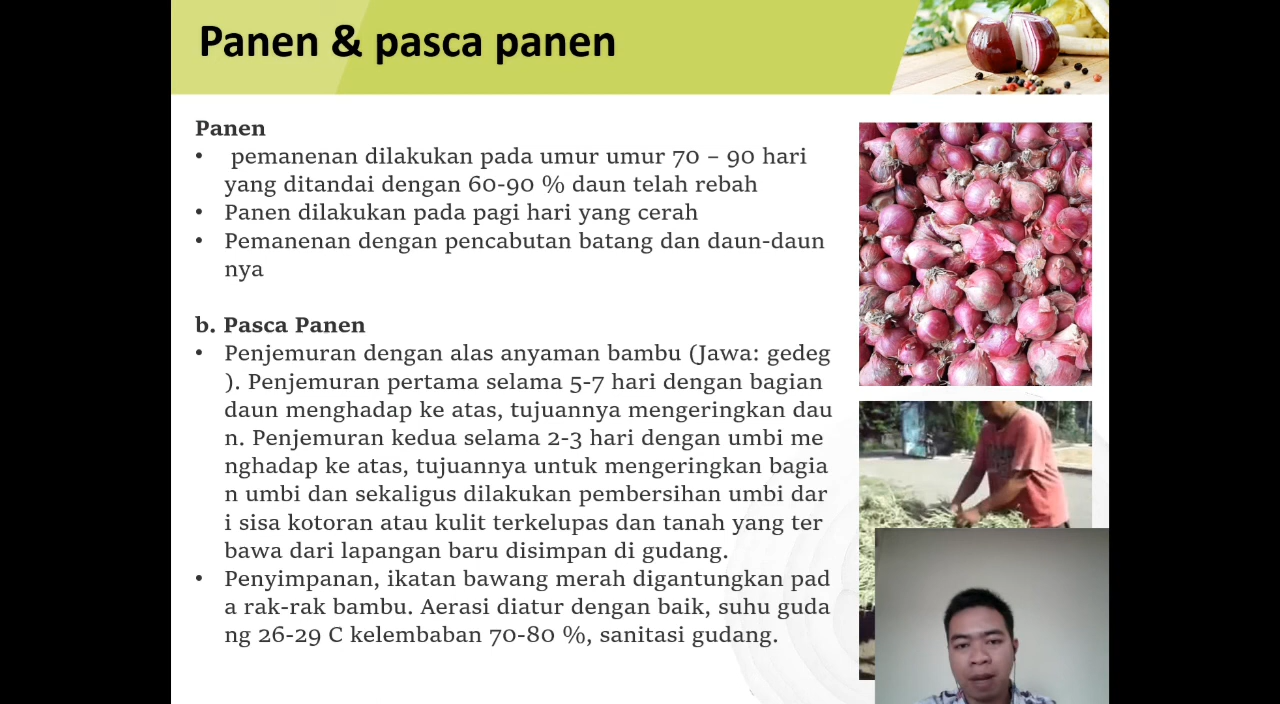 Panen & pasca panen
Panen
• pemanenan dilakukan pada umur umur 70 – 90 hari
yang ditandai dengan 60-90 % daun telah rebah
• Panen dilakukan pada pagi hari yang cerah
• Pemanenan dengan pencabutan batang dan daun-daun
nya
b. Pasca Panen
• Penjemuran dengan alas anyaman bambu (Jawa: gedeg
). Penjemuran pertama selama 5-7 hari dengan bagian
daun menghadap ke atas, tujuannya mengeringkan dau
n. Penjemuran kedua selama 2-3 hari dengan umbi me
nghadap ke atas, tujuannya untuk mengeringkan bagia
n umbi dan sekaligus dilakukan pembersihan umbi dar
i sisa kotoran atau kulit terkelupas dan tanah yang ter
bawa dari lapangan baru disimpan di gudang.
• Penyimpanan, ikatan bawang merah digantungkan pad
a rak-rak bambu. Aerasi diatur dengan baik, suhu guda
ng 26-29 C kelembaban 70-80 %, sanitasi gudang.